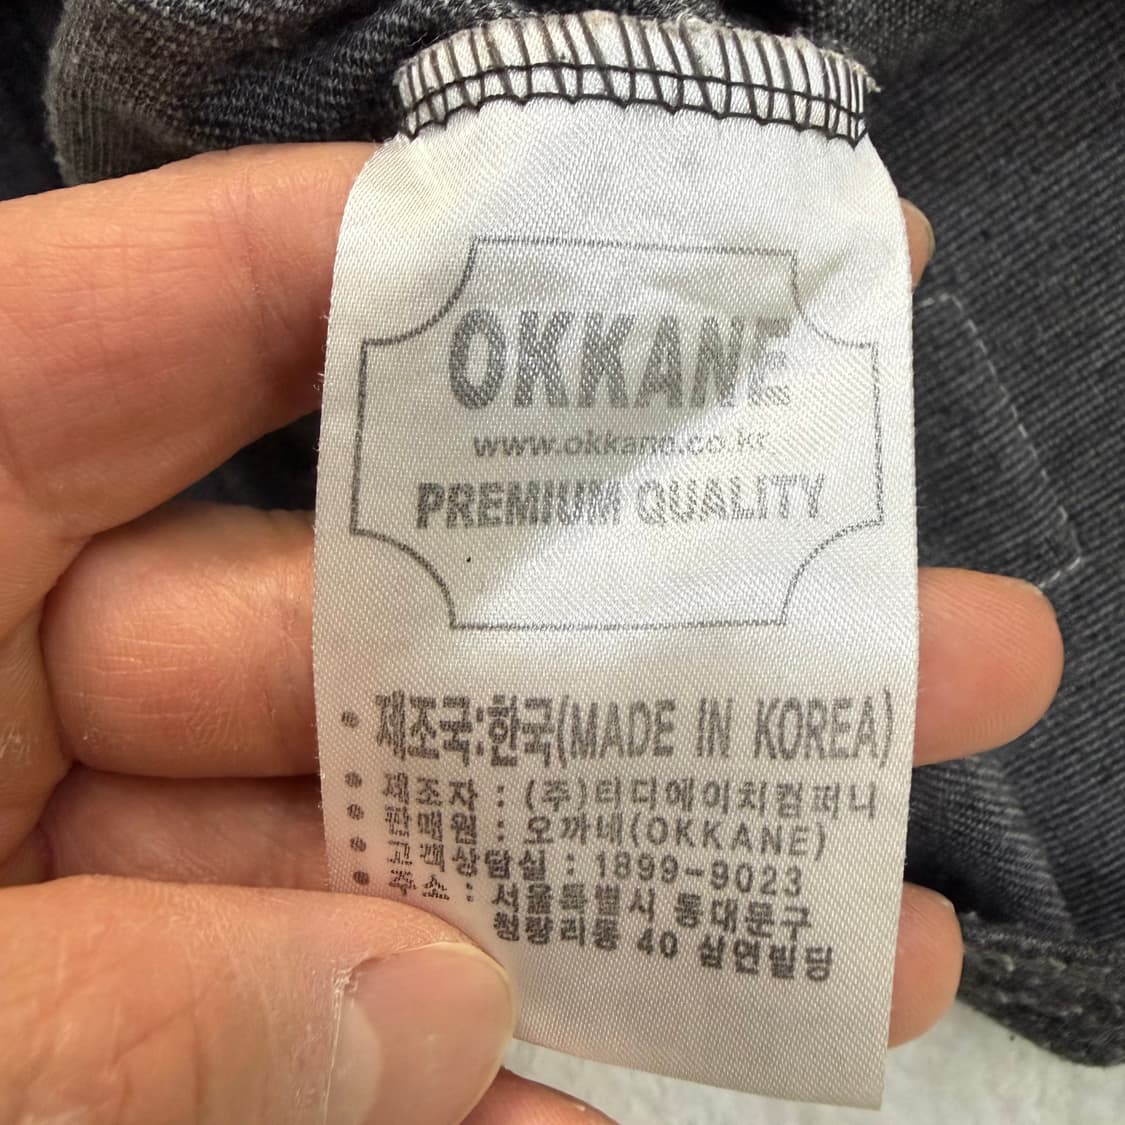 OKKANE
www.okkane.co.kr
PREMIUM QUALITY
• 제조국:한국(MADE IN KOREA)
• 제조자 : (주)티디에이치컴퍼니
• 판매원 : 오까네(OKKANE)
• 고객상담실 : 1899-9023
• 주소 : 서울특별시 동대문구
청량리동 40 삼연빌딩